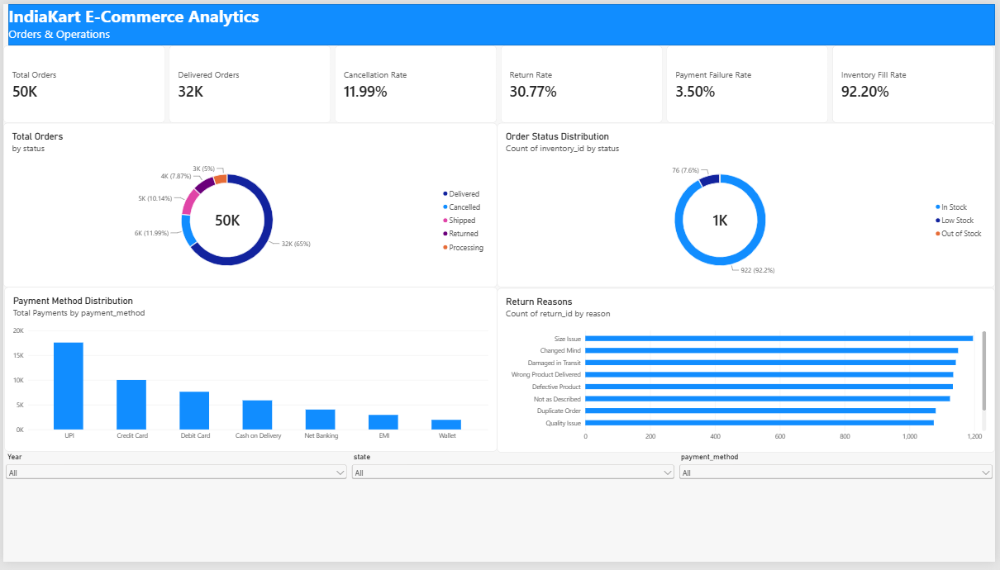 IndiaKart E-Commerce Analytics
Orders & Operations
Total Orders
50K
Delivered Orders
32K
Cancellation Rate
11.99%
Return Rate
30.77%
Payment Failure Rate
3.50%
Inventory Fill Rate
92.20%
Total Orders
by status
3K (5%)
4K (7.87%)
5K (10.14%)
6K (11.99%)
32K (65%)
50K
Delivered
Cancelled
Shipped
Returned
Processing
Order Status Distribution
Count of inventory_id by status
76 (7.6%)
1K
922 (92.2%)
In Stock
Low Stock
Out of Stock
Payment Method Distribution
Total Payments by payment_method
20K
15K
10K
5K
0K
UPI
Credit Card
Debit Card
Cash on Delivery
Net Banking
EMI
Wallet
Return Reasons
Count of return_id by reason
Size Issue
Changed Mind
Damaged in Transit
Wrong Product Delivered
Defective Product
Not as Described
Duplicate Order
Quality Issue
0
200
400
600
800
1,000
1,200
Year
All
state
All
payment_method
All